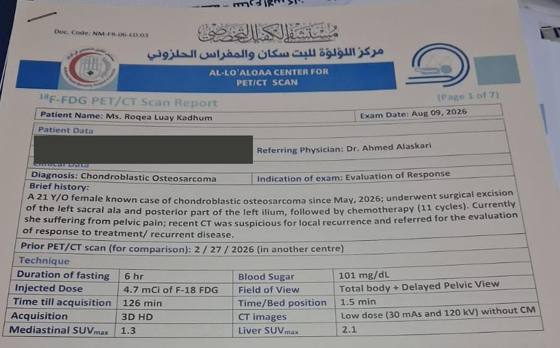 Doc. Code: NM-FR-06-ED.03
مستشفى الكفيل التخصصي
مركز اللؤلؤة للبت سكان والمفراس الحلزوني
AL-LO'ALOAA CENTER FOR
PET/CT SCAN
18F-FDG PET/CT Scan Report
(Page 1 of 7)
Patient Name: Ms. Roqea Luay Kadhum Exam Date: Aug 09, 2026
Patient Data
Referring Physician: Dr. Ahmed Alaskari
Clinical Data
Diagnosis: Chondroblastic Osteosarcoma Indication of exam: Evaluation of Response
Brief history:
A 21 Y/O female known case of chondroblastic osteosarcoma since May, 2026; underwent surgical excision
of the left sacral ala and posterior part of the left ilium, followed by chemotherapy (11 cycles). Currently
she suffering from pelvic pain; recent CT was suspicious for local recurrence and referred for the evaluation
of response to treatment/ recurrent disease.
Prior PET/CT scan (for comparison): 2 / 27 / 2026 (in another centre)
Technique
Duration of fasting 6 hr Blood Sugar 101 mg/dL
Injected Dose 4.7 mCi of F-18 FDG Field of View Total body + Delayed Pelvic View
Time till acquisition 126 min Time/Bed position 1.5 min
Acquisition 3D HD CT images Low dose (30 mAs and 120 kV) without CM
Mediastinal SUVmax 1.3 Liver SUVmax 2.1